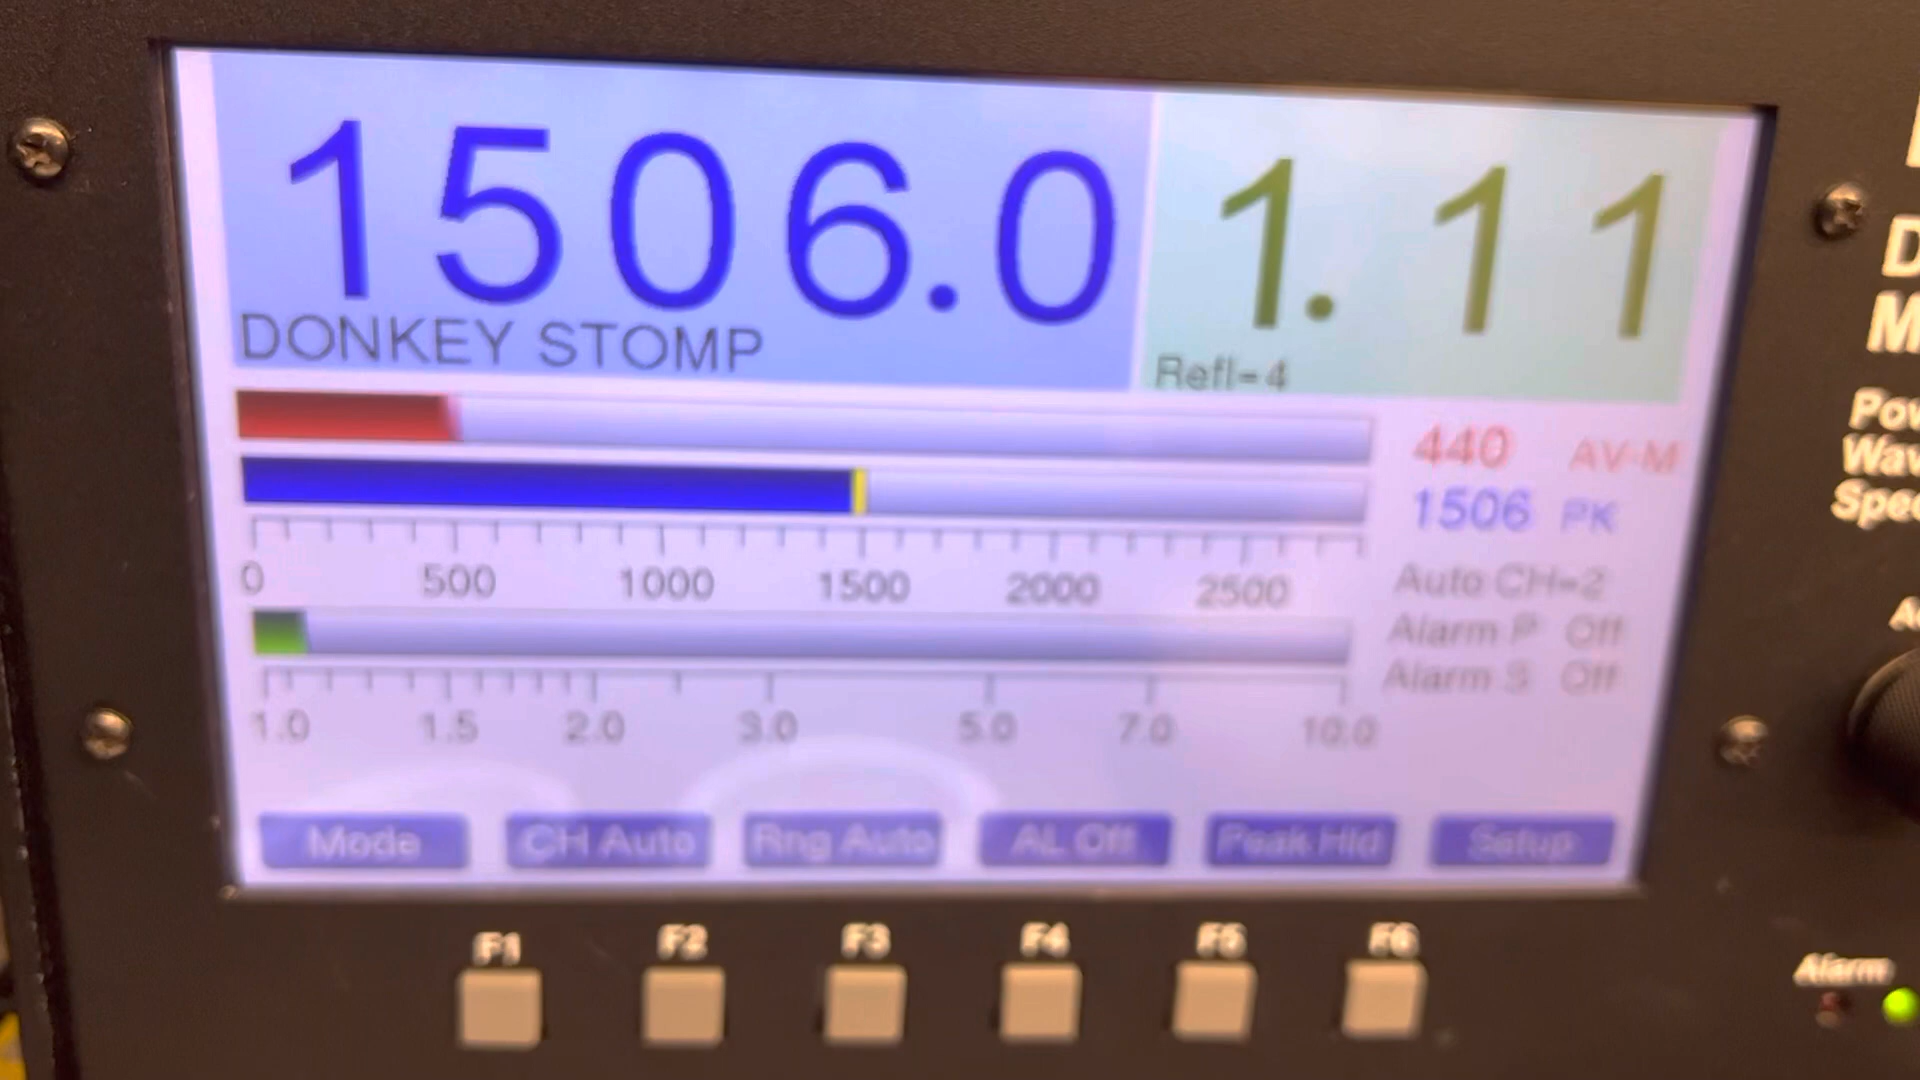 1506.0
1.11
DONKEY STOMP
Refl=4
440 AV-M
1506 PK
0 500 1000 1500 2000 2500
Auto CH=2
Alarm P Off
Alarm S Off
1.0 1.5 2.0 3.0 5.0 7.0 10.0
Mode CH Auto Rng Auto AL Off Peak Hld Setup
F1 F2 F3 F4 F5 F6
Alarm